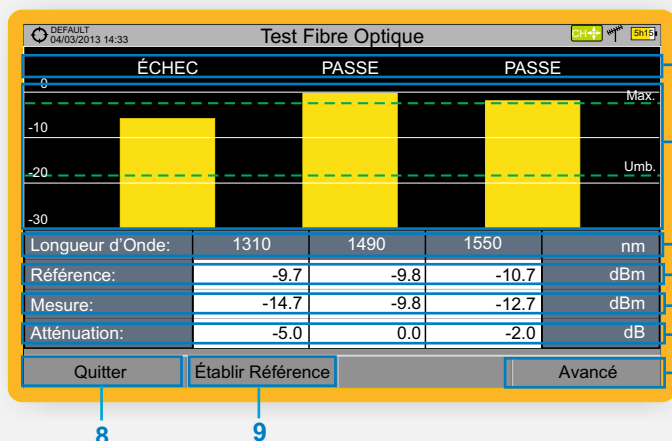 DEFAULT
04/03/2013 14:33
Test Fibre Optique
CH
5h15
ÉCHEC PASSE PASSE
0
Max.
-10
Umb.
-20
-30
Longueur d'Onde: 1310 1490 1550 nm
Référence: -9.7 -9.8 -10.7 dBm
Mesure: -14.7 -9.8 -12.7 dBm
Atténuation: -5.0 0.0 -2.0 dB
Quitter Établir Référence Avancé
8 9